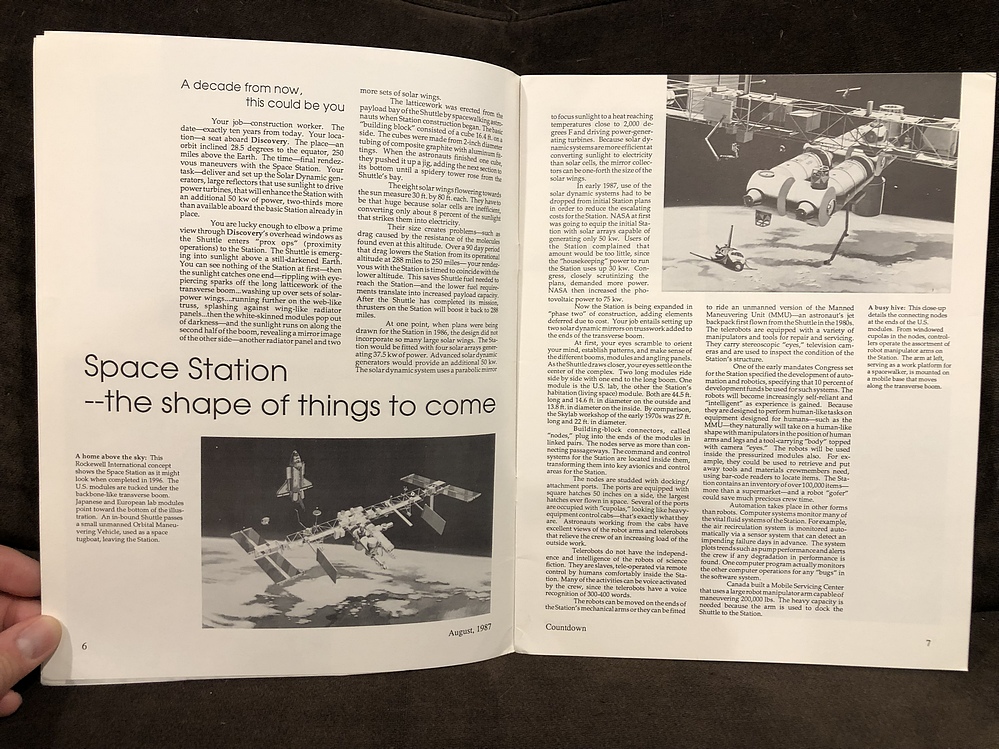 A decade from now,
this could be you
Your job—construction worker. The
date—exactly ten years from today. Your loca-
tion—a seat aboard Discovery. The place—an
orbit inclined 28.5 degrees to the equator, 250
miles above the Earth. The time—final rendez-
vous maneuvers with the Space Station. Your
task—deliver and set up the Solar Dynamic gen-
erators, large reflectors that use sunlight to drive
power turbines, that will enhance the Station with
an additional 50 kw of power, two-thirds more
than available aboard the basic Station already in
place.
You are lucky enough to elbow a prime
view through Discovery's overhead windows as
the Shuttle enters "prox ops" (proximity
operations) to the Station. The Shuttle is emerg-
ing into sunlight above a still-darkened Earth.
You can see nothing of the Station at first—then
the sunlight catches one end—rippling with eye-
piercing sparks off the long latticework of the
transverse boom...washing up over sets of solar-
power wings....running further on the web-like
truss, splashing against wing-like radiator
panels...then the white-skinned modules pop out
of darkness—and the sunlight runs on along the
second half of the boom, revealing a mirror image
of the other side—another radiator panel and two
more sets of solar wings.
The latticework was erected from the
payload bay of the Shuttle by spacewalking astro-
nauts when Station construction began. The basic
"building block" consisted of a cube 16.4 ft. on a
side. The cubes were made from 2-inch diameter
tubing of composite graphite with aluminum fit-
tings. When the astronauts finished one cube,
they pushed it up a jig, adding the next section to
its bottom until a spidery tower rose from the
Shuttle's bay.
The eight solar wings flowering towards
the sun measure 30 ft. by 80 ft. each. They have to
be that huge because solar cells are inefficient,
converting only about 8 percent of the sunlight
that strikes them into electricity.
Their size creates problems—such as
drag caused by the resistance of the molecules
found even at this altitude. Over a 90 day period
that drag lowers the Station from its operational
altitude at 288 miles to 250 miles—your rendez-
vous with the Station is timed to coincide with the
lower altitude. This saves Shuttle fuel needed to
reach the Station—and the lower fuel require-
ments translate into increased payload capacity.
After the Shuttle has completed its mission,
thrusters on the Station will boost it back to 288
miles.
At one point, when plans were being
drawn for the Station in 1986, the design did not
incorporate so many large solar wings. The Sta-
tion would be fitted with four solar arrays gener-
ating 37.5 kw of power. Advanced solar dynamic
generators would provide an additional 50 kw.
The solar dynamic system uses a parabolic mirror
Space Station
--the shape of things to come
A home above the sky: This
Rockwell International concept
shows the Space Station as it might
look when completed in 1996. The
U.S. modules are tucked under the
backbone-like transverse boom.
Japanese and European lab modules
point toward the bottom of the illus-
tration. An in-bound Shuttle passes
a small unmanned Orbital Maneu-
vering Vehicle, used as a space
tugboat, leaving the Station.
6
August, 1987
to focus sunlight to a heat reaching
temperatures close to 2,000 de-
grees F and driving power-gener-
ating turbines. Because solar dy-
namic systems are more efficient at
converting sunlight to electricity
than solar cells, the mirror collec-
tors can be one-forth the size of the
solar wings.
In early 1987, use of the
solar dynamic systems had to be
dropped from initial Station plans
in order to reduce the escalating
costs for the Station. NASA at first
was going to equip the initial Sta-
tion with solar arrays capable of
generating only 50 kw. Users of
the Station complained that
amount would be too little, since
the "housekeeping" power to run
the Station uses up 30 kw. Con-
gress, closely scrutinizing the
plans, demanded more power.
NASA then increased the pho-
tovoltaic power to 75 kw.
Now the Station is being expanded in
"phase two" of construction, adding elements
deferred due to cost. Your job entails setting up
two solar dynamic mirrors on trusswork added to
the ends of the transverse boom.
At first, your eyes scramble to orient
your mind, establish patterns, and make sense of
the different booms, modules and angling panels.
As the Shuttle draws closer, your eyes settle on the
center of the complex. Two long modules ride
side by side with one end to the long boom. One
module is the U.S. lab, the other the Station's
habitation (living space) module. Both are 44.5 ft.
long and 14.6 ft. in diameter on the outside and
13.8 ft. in diameter on the inside. By comparison,
the Skylab workshop of the early 1970s was 27 ft.
long and 22 ft. in diameter.
Building-block connectors, called
"nodes," plug into the ends of the modules in
linked pairs. The nodes serve as more than con-
necting passageways. The command and control
systems for the Station are located inside them,
transforming them into key avionics and control
areas for the Station.
The nodes are studded with docking/
attachment ports. The ports are equipped with
square hatches 50 inches on a side, the largest
hatches ever flown in space. Several of the ports
are occupied with "cupolas," looking like heavy-
equipment control cabs—that's exactly what they
are. Astronauts working from the cabs have
excellent views of the robot arms and telerobots
that relieve the crew of an increasing load of the
outside work.
Telerobots do not have the independ-
ence and intelligence of the robots of science
fiction. They are slaves, tele-operated via remote
control by humans comfortably inside the Sta-
tion. Many of the activities can be voice activated
by the crew, since the telerobots have a voice
recognition of 300-400 words.
The robots can be moved on the ends of
the Station's mechanical arms or they can be fitted
to ride an unmanned version of the Manned
Maneuvering Unit (MMU)—an astronaut's jet
backpack first flown from the Shuttle in the 1980s.
The telerobots are equipped with a variety of
manipulators and tools for repair and servicing.
They carry stereoscopic "eyes," television cam-
eras and are used to inspect the condition of the
Station's structure.
One of the early mandates Congress set
for the Station specified the development of auto-
mation and robotics, specifying that 10 percent of
development funds be used for such systems. The
robots will become increasingly self-reliant and
"intelligent" as experience is gained. Because
they are designed to perform human-like tasks on
equipment designed for humans—such as the
MMU—they naturally will take on a human-like
shape with manipulators in the position of human
arms and legs and a tool-carrying "body" topped
with camera "eyes." The robots will be used
inside the pressurized modules also. For ex-
ample, they could be used to retrieve and put
away tools and materials crewmembers need,
using bar-code readers to locate items. The Sta-
tion contains an inventory of over 100,000 items—
more than a supermarket—and a robot "gofer"
could save much precious crew time.
Automation takes place in other forms
than robots. Computer systems monitor many of
the vital fluid systems of the Station. For example,
the air recirculation system is monitored auto-
matically via a sensor system that can detect an
impending failure days in advance. The system
plots trends such as pump performance and alerts
the crew if any degradation in performance is
found. One computer program actually monitors
the other computer operations for any "bugs" in
the software system.
Canada built a Mobile Servicing Center
that uses a large robot manipulator arm capable of
maneuvering 200,000 lbs. The heavy capacity is
needed because the arm is used to dock the
Shuttle to the Station.
A busy hive: This close-up
details the connecting nodes
at the ends of the U.S.
modules. From windowed
cupolas in the nodes, control-
lers operate the assortment of
robot manipulator arms on
the Station. The arm at left,
serving as a work platform for
a spacewalker, is mounted on
a mobile base that moves
along the transverse boom.
Countdown
7